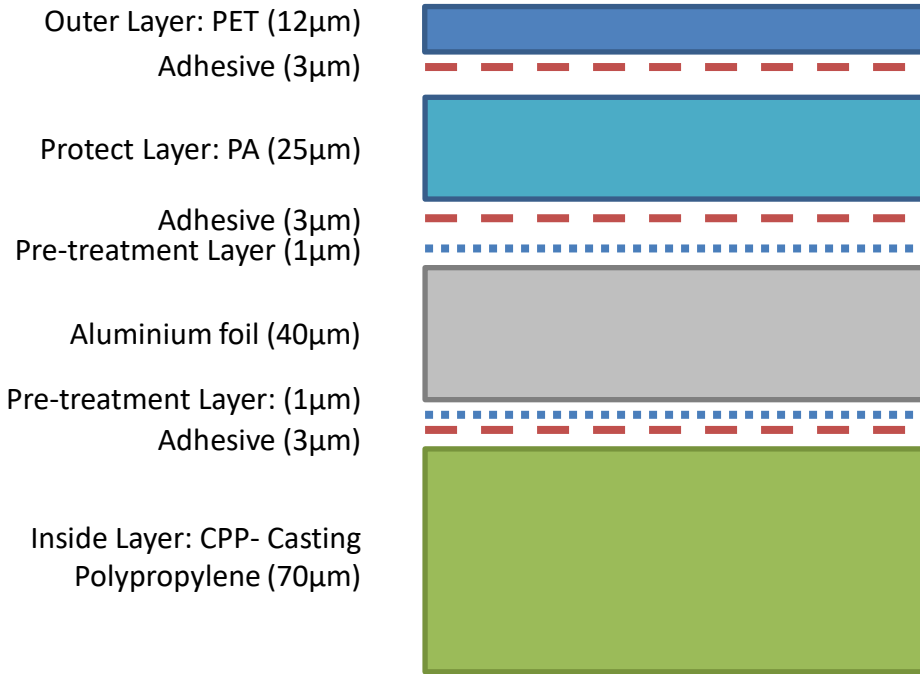 Outer Layer: PET (12μm)
Adhesive (3μm)
Protect Layer: PA (25μm)
Adhesive (3μm)
Pre-treatment Layer (1μm)
Aluminium foil (40μm)
Pre-treatment Layer: (1μm)
Adhesive (3μm)
Inside Layer: CPP- Casting
Polypropylene (70μm)